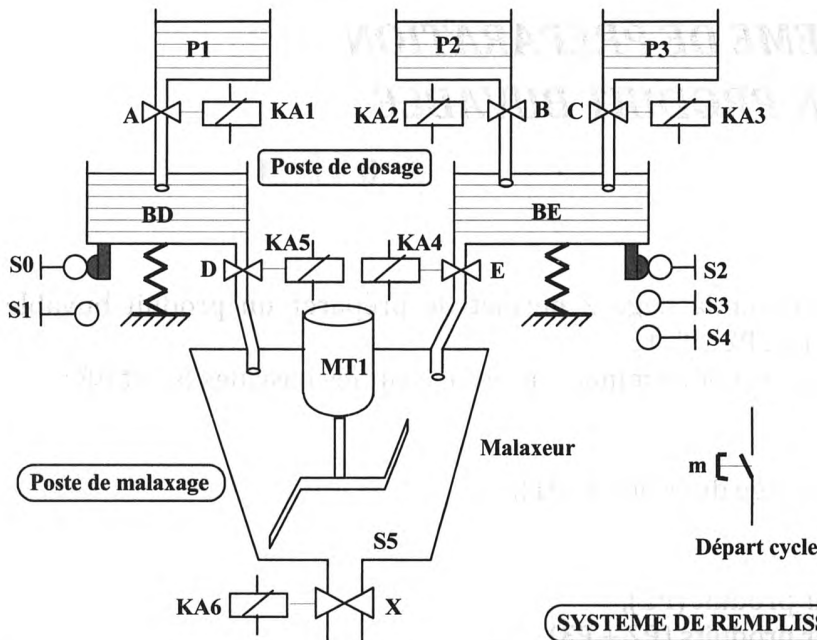 P1
P2
P3
A
KA1
KA2
B
C
KA3
Poste de dosage
BD
BE
S0
D
KA5
KA4
E
S2
S1
S3
S4
MT1
Malaxeur
Poste de malaxage
m
S5
Départ cycle
KA6
X
SYSTEME DE REMPLISS